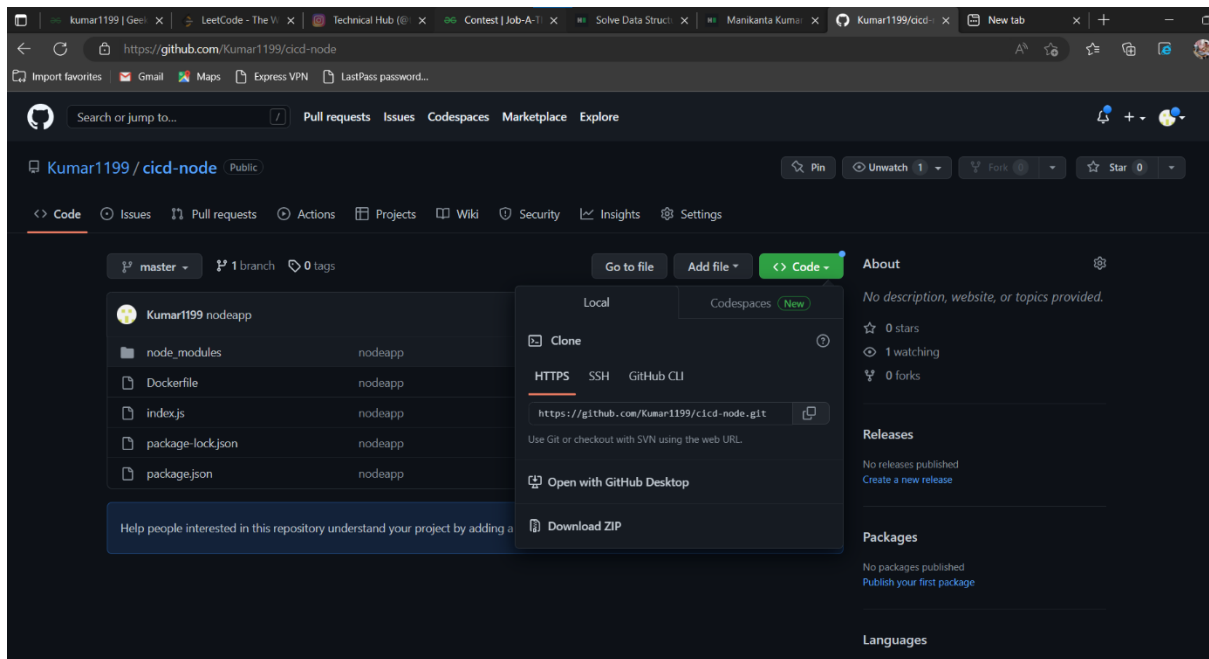 kumar1199 | Geek
LeetCode - The W
Technical Hub (@
Contest | Job-A-T
Solve Data Struct
Manikanta Kumar
Kumar1199/cicd-
New tab
https://github.com/Kumar1199/cicd-node
Import favorites Gmail Maps Express VPN LastPass password...
Search or jump to... / Pull requests Issues Codespaces Marketplace Explore
Kumar1199 / cicd-node Public
Pin Unwatch 1 Fork 0 Star 0
Code Issues Pull requests Actions Projects Wiki Security Insights Settings
master 1 branch 0 tags Go to file Add file Code
Kumar1199 nodeapp
node_modules nodeapp
Dockerfile nodeapp
index.js nodeapp
package-lock.json nodeapp
package.json nodeapp
Help people interested in this repository understand your project by adding a
Local Codespaces New
Clone
HTTPS SSH GitHub CLI
https://github.com/Kumar1199/cicd-node.git
Use Git or checkout with SVN using the web URL.
Open with GitHub Desktop
Download ZIP
About
No description, website, or topics provided.
0 stars
1 watching
0 forks
Releases
No releases published
Create a new release
Packages
No packages published
Publish your first package
Languages